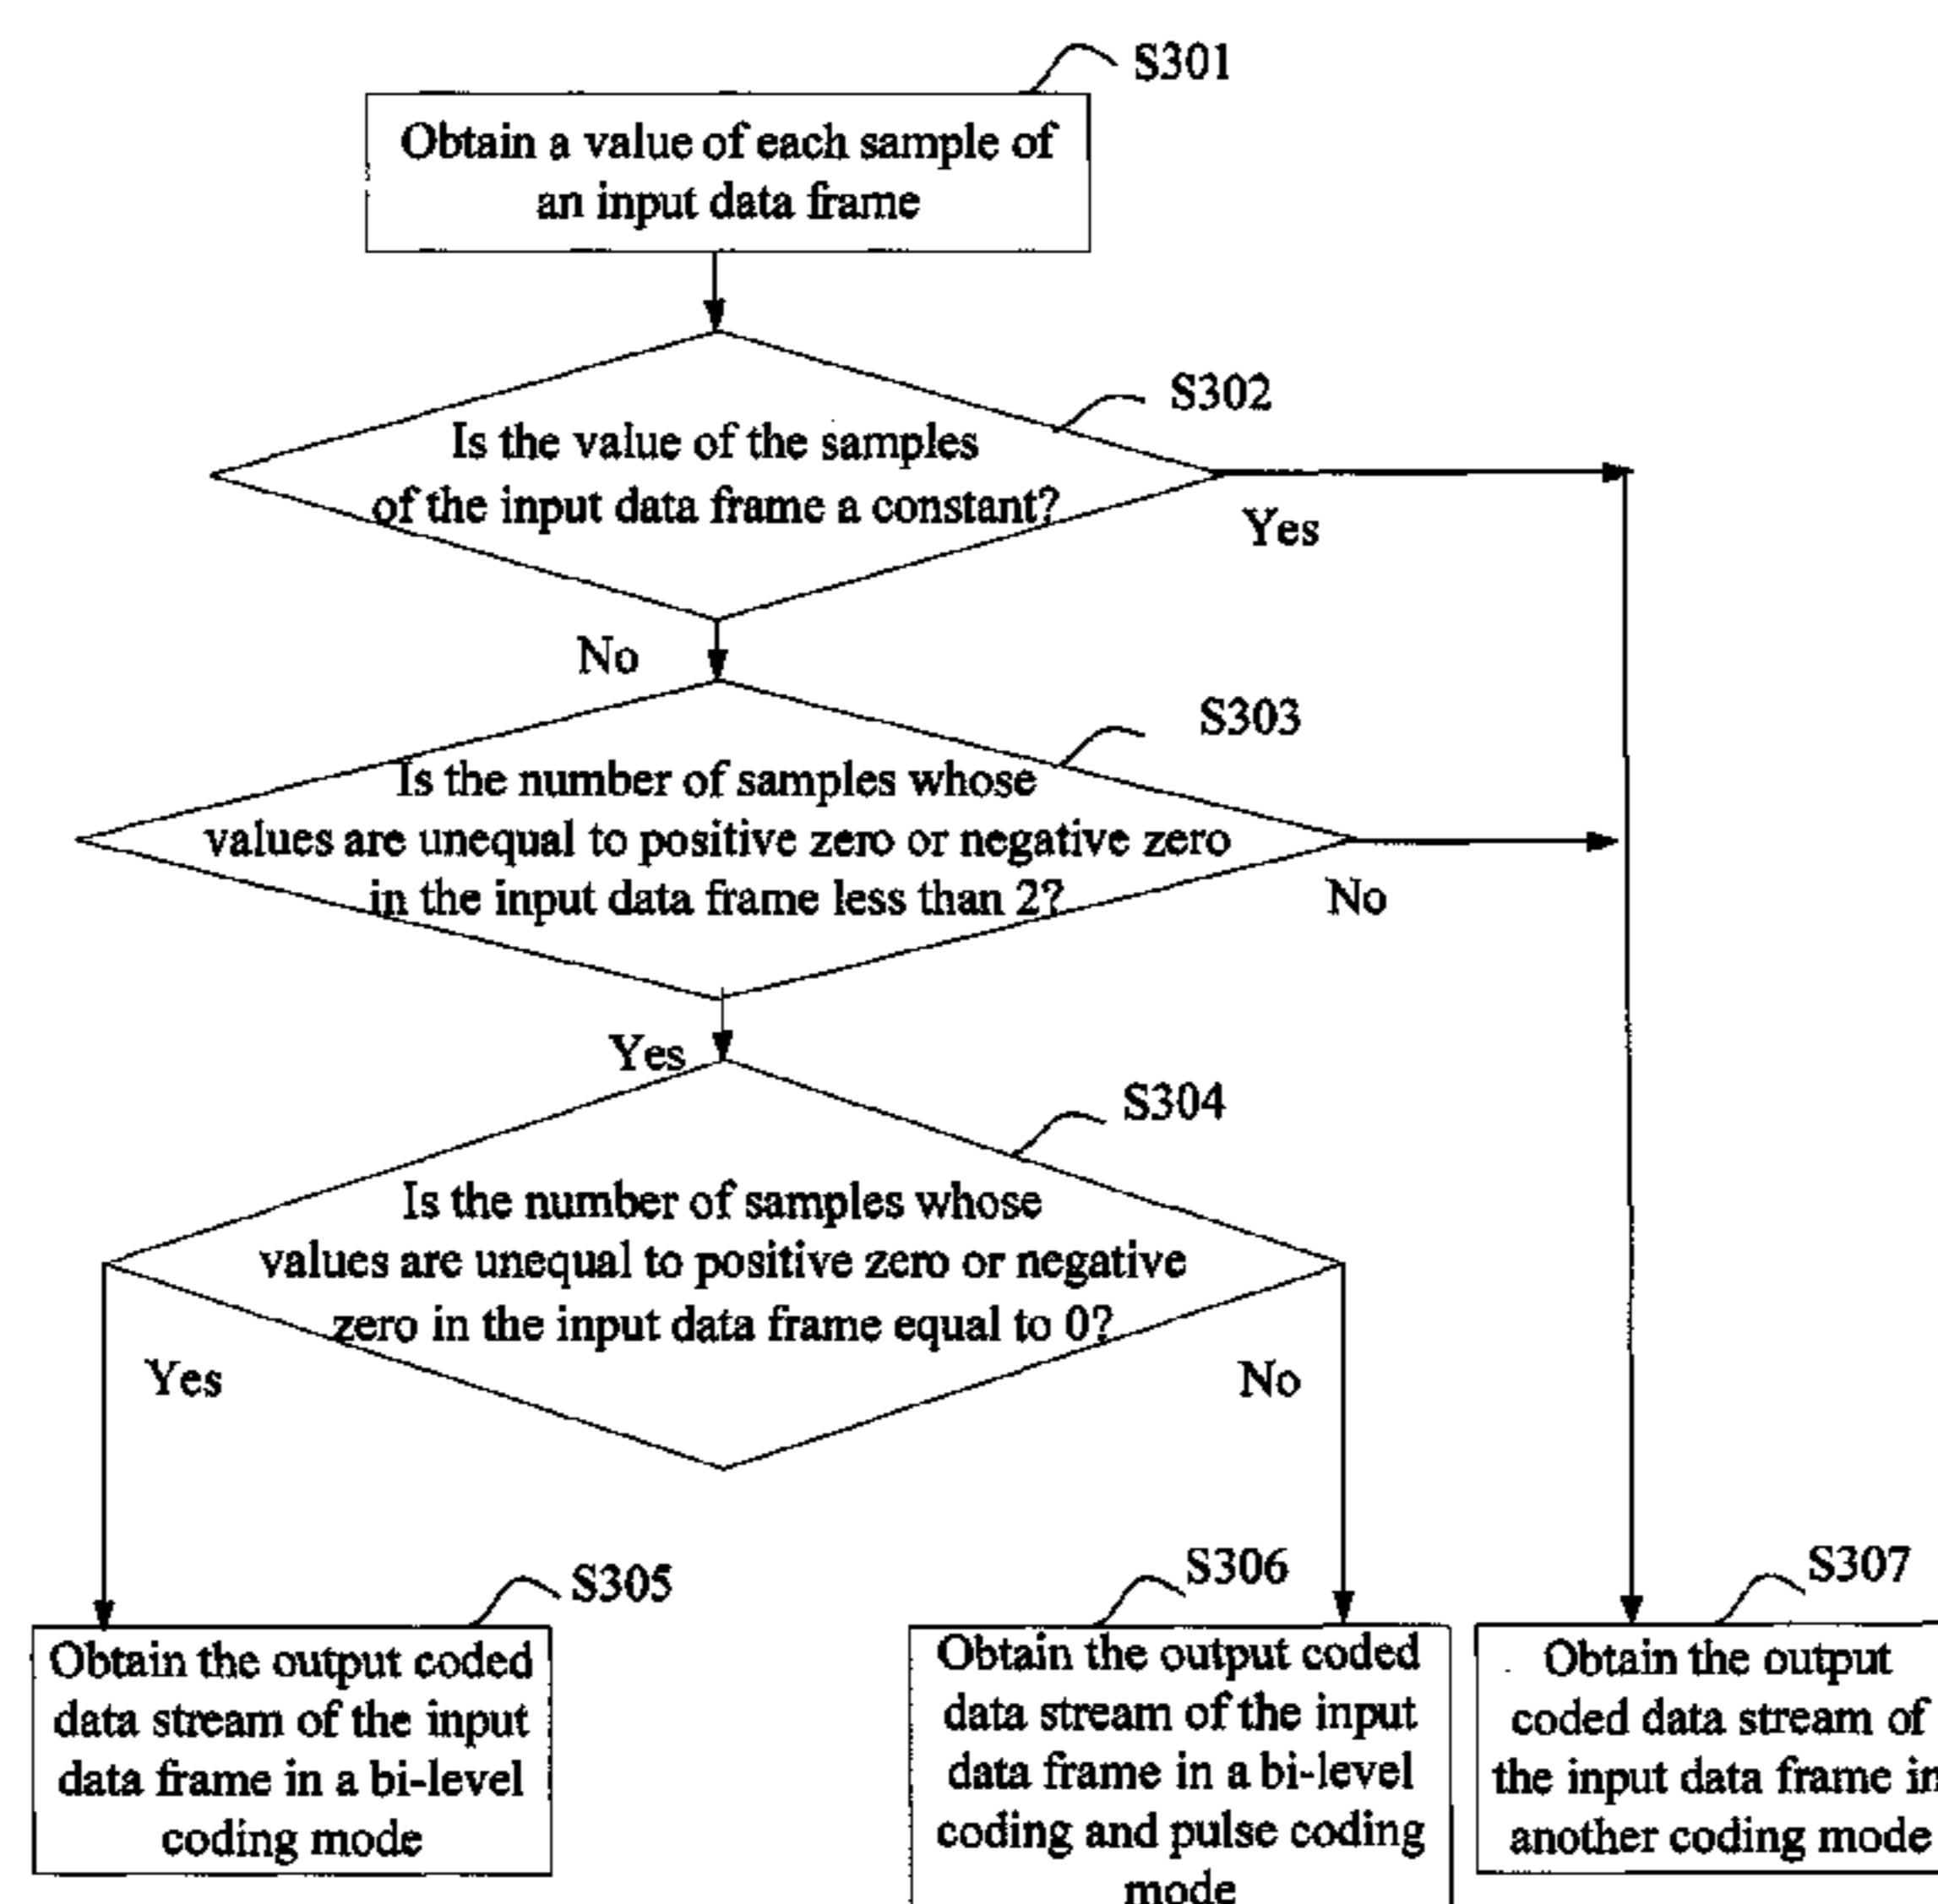 S301
Obtain a value of each sample of
an input data frame
S302
Is the value of the samples
of the input data frame a constant?
Yes
No
S303
Is the number of samples whose
values are unequal to positive zero or negative zero
in the input data frame less than 2?
No
Yes
S304
Is the number of samples whose
values are unequal to positive zero or negative
zero in the input data frame equal to 0?
Yes
No
S305
Obtain the output coded
data stream of the input
data frame in a bi-level
coding mode
S306
Obtain the output coded
data stream of the input
data frame in a bi-level
coding and pulse coding
mode
S307
Obtain the output
coded data stream of
the input data frame in
another coding mode